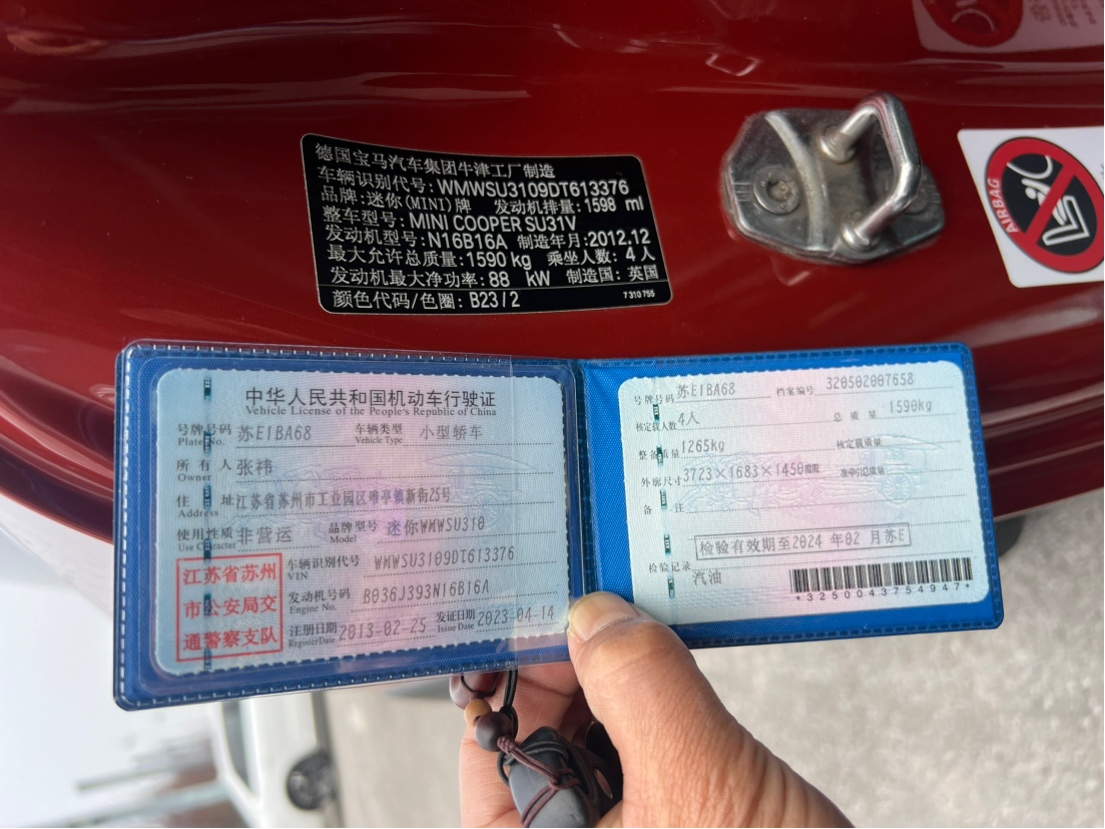 德国宝马汽车集团牛津工厂制造
车辆识别代号:WMWSU3109DT613376
品牌:迷你(MINI)牌 发动机排量:1598 ml
整车型号:MINI COOPER SU31V
发动机型号:N16B16A 制造年月:2012.12
最大允许总质量:1590 kg 乘坐人数:4人
发动机最大净功率:88 kW 制造国:英国
颜色代码/色圈:B23/2 7 310 755
AIRBAG
中华人民共和国机动车行驶证
Vehicle License of the People's Republic of China
号牌号码 苏E1BA68 车辆类型 小型轿车
Plate No. Vehicle Type
所有人 张祎
Owner
住址 江苏省苏州市工业园区唯亭镇新街25号
Address
使用性质 非营运 品牌型号 迷你WMWSU310
Use Character Model
江苏省苏州
市公安局交
通警察支队
车辆识别代号 WMWSU3109DT613376
VIN
发动机号码 B036J393N16B16A
Engine No.
注册日期 2013-02-25 发证日期 2023-04-14
Register Date Issue Date
号牌号码 苏E1BA68 档案编号 320502007658
核定载人数 4人 总质量 1590kg
整备质量 1265kg 核定载质量
外廓尺寸 3723×1683×1450 准牵引总质量
备注
检验有效期至2024年02月苏E
检验记录
汽油
*3250043754947*